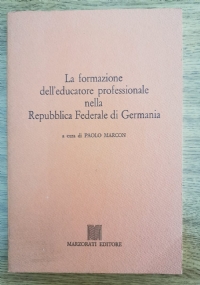 La formazione
dell'educatore professionale
nella
Repubblica Federale di Germania
a cura di PAOLO MARCON
MARZORATI EDITORE